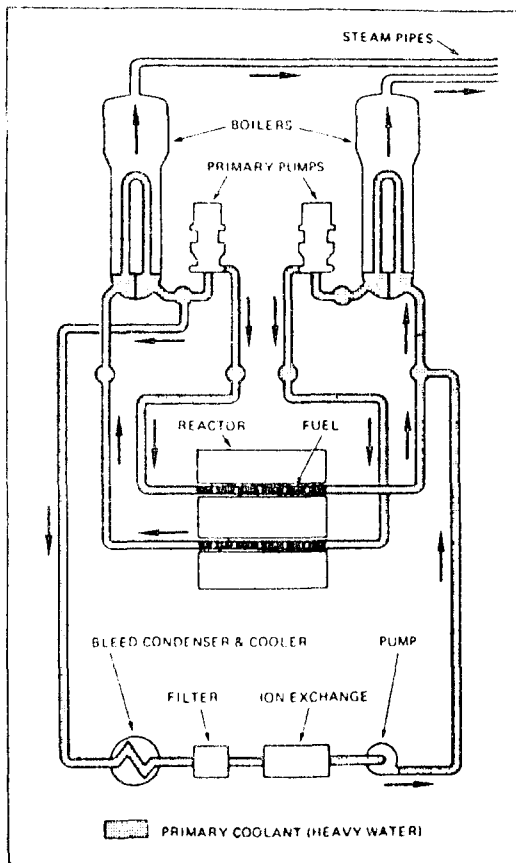 STEAM PIPES
BOILERS
PRIMARY PUMPS
REACTOR
FUEL
BLEED CONDENSER & COOLER
PUMP
FILTER
ION EXCHANGE
PRIMARY COOLANT (HEAVY WATER)